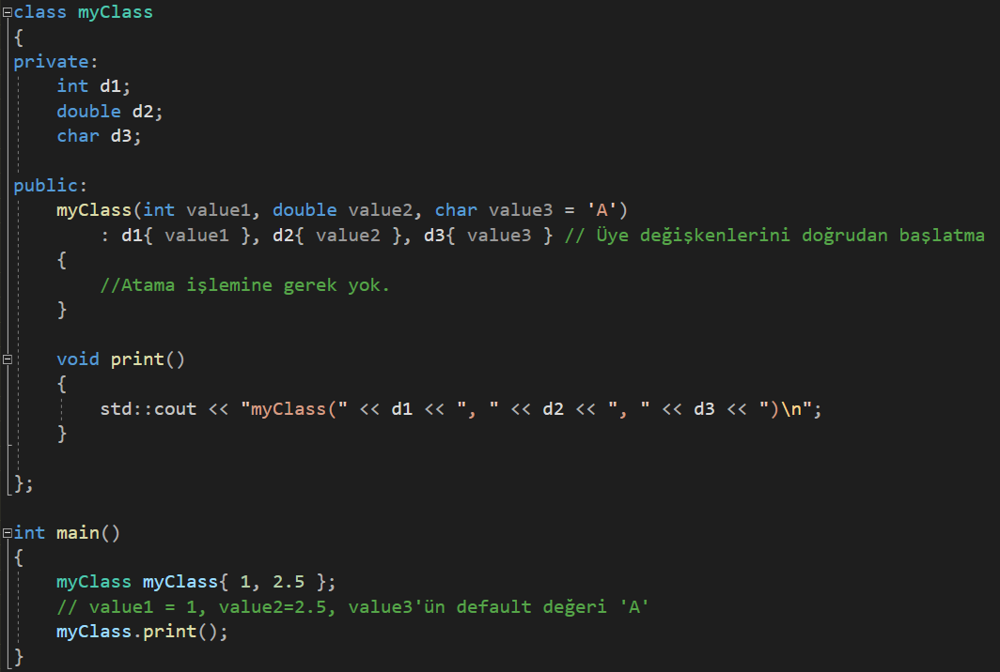 class myClass
{
private:
    int d1;
    double d2;
    char d3;

public:
    myClass(int value1, double value2, char value3 = 'A')
        : d1{ value1 }, d2{ value2 }, d3{ value3 } // Üye değişkenlerini doğrudan başlatma
    {
        //Atama işlemine gerek yok.
    }

    void print()
    {
        std::cout << "myClass(" << d1 << ", " << d2 << ", " << d3 << ")\n";
    }

};

int main()
{
    myClass myClass{ 1, 2.5 };
    // value1 = 1, value2=2.5, value3'ün default değeri 'A'
    myClass.print();
}